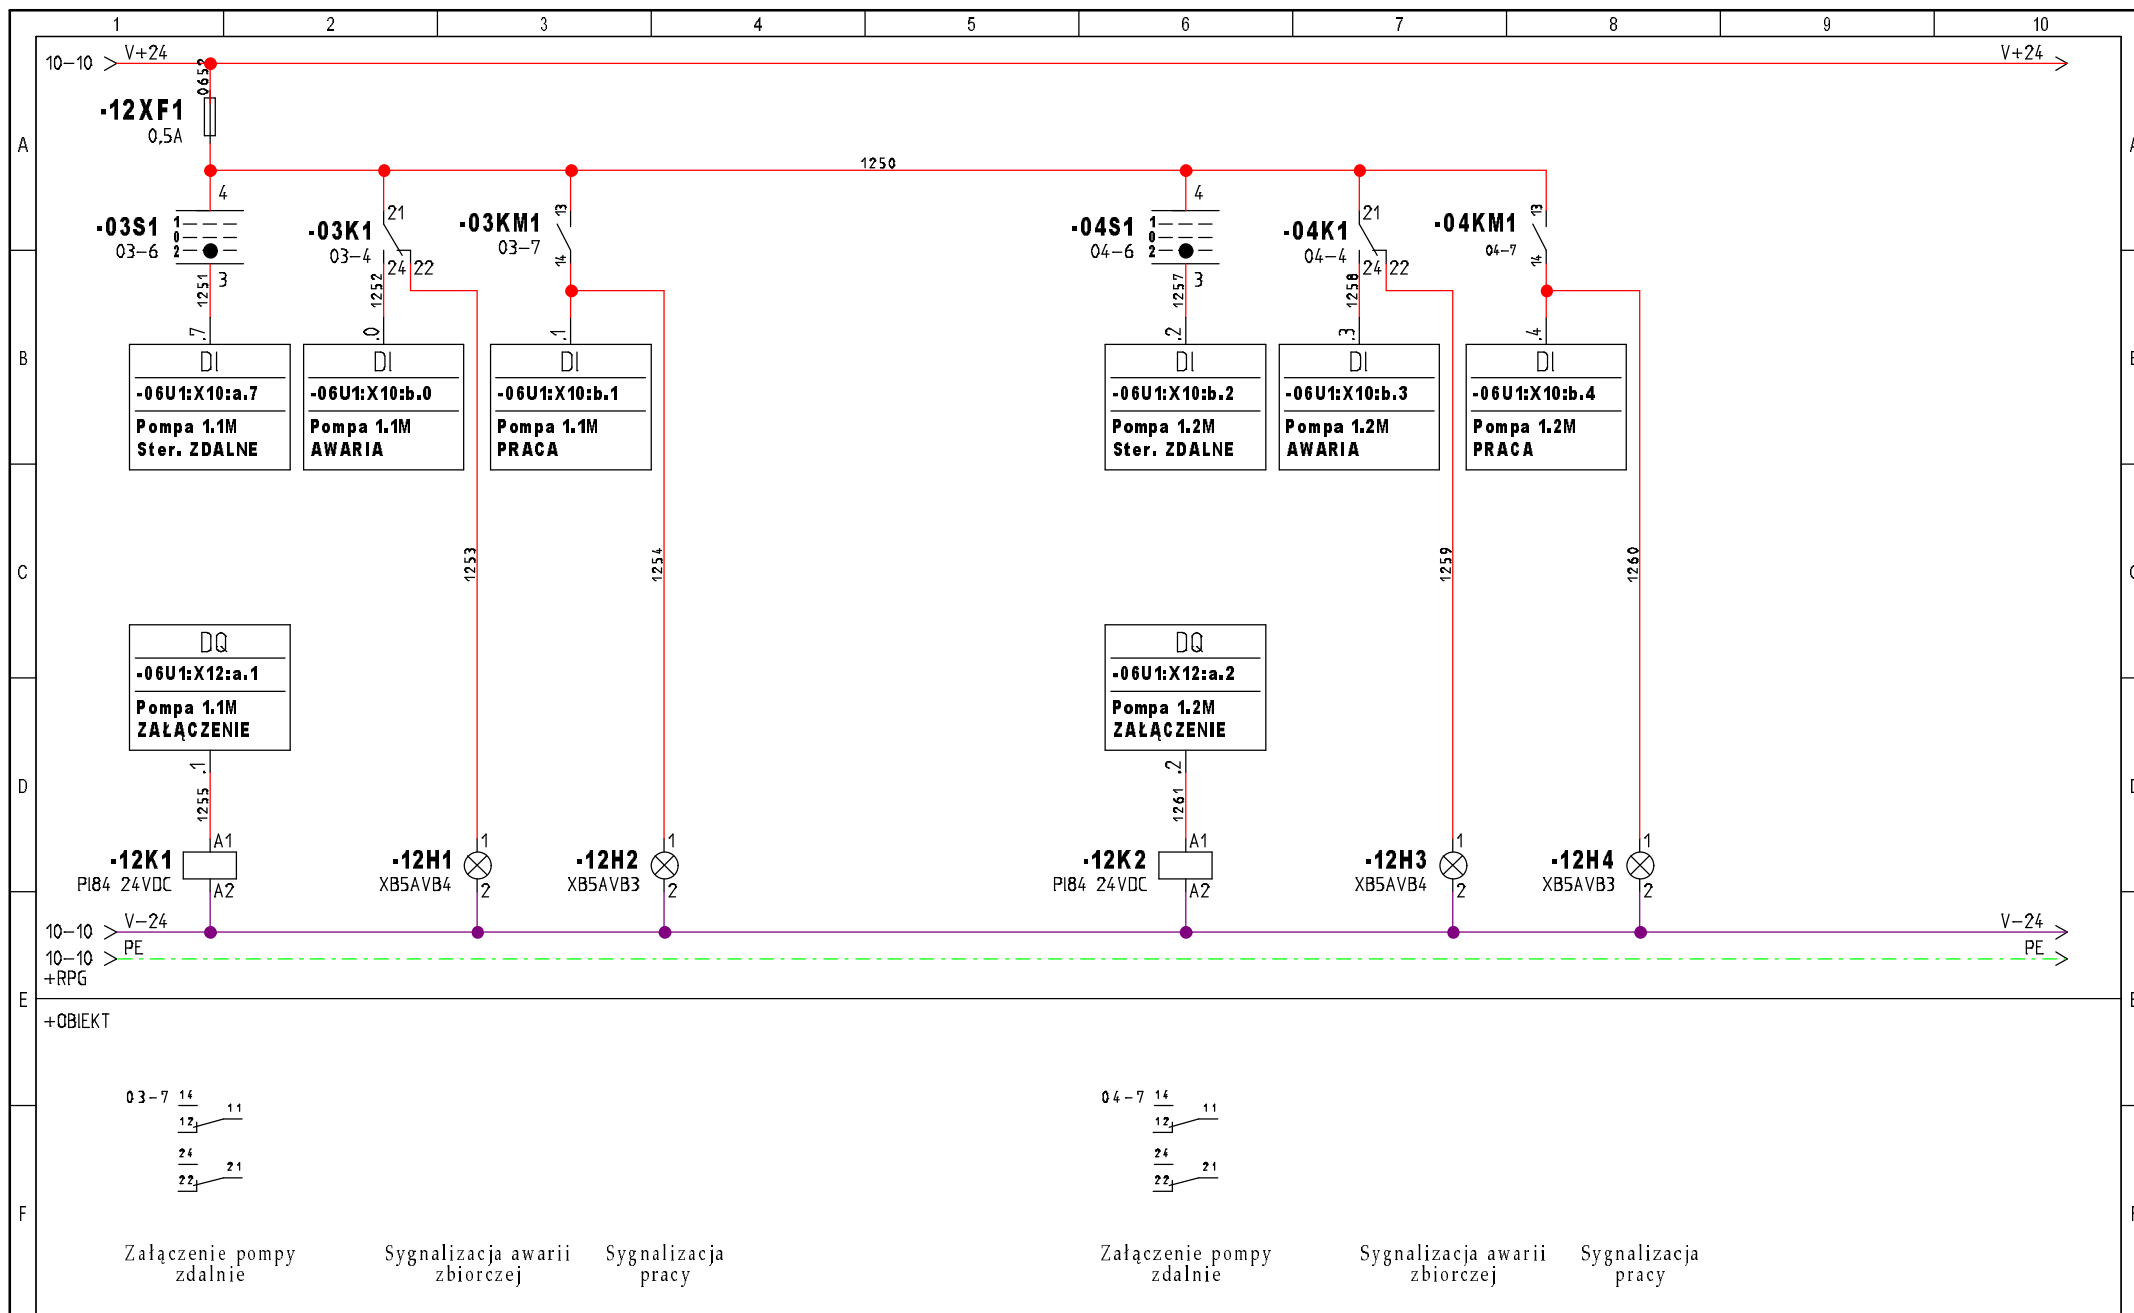 1 2 3 4 5 6 7 8 9 10
10-10 V+24 V+24
0652
-12XF1
0,5A
A A
1250
4 21 13 4 21 13
-03S1 1 0 2
03-6
-03K1
03-4
-03KM1
03-7
-04S1 1 0 2
04-6
-04K1
04-4
-04KM1
04-7
3 24 22 14 3 24 22 14
1251 1252 1257 1258
.7 .0 .1 .2 .3 .4
B B
DI
-06U1:X10:a.7
Pompa 1.1M
Ster. ZDALNE
DI
-06U1:X10:b.0
Pompa 1.1M
AWARIA
DI
-06U1:X10:b.1
Pompa 1.1M
PRACA
DI
-06U1:X10:b.2
Pompa 1.2M
Ster. ZDALNE
DI
-06U1:X10:b.3
Pompa 1.2M
AWARIA
DI
-06U1:X10:b.4
Pompa 1.2M
PRACA
C 1253 1254 1259 1260 C
DQ
-06U1:X12:a.1
Pompa 1.1M
ZAŁĄCZENIE
DQ
-06U1:X12:a.2
Pompa 1.2M
ZAŁĄCZENIE
.1 .2
D 1255 1261 D
A1 1 1 A1 1 1
-12K1
PI84 24VDC
-12H1
XB5AVB4
-12H2
XB5AVB3
-12K2
PI84 24VDC
-12H3
XB5AVB4
-12H4
XB5AVB3
A2 2 2 A2 2 2
10-10 V-24 V-24
10-10 PE PE
+RPG
E E
+OBIEKT
03-7 14
12 11
24
22 21
04-7 14
12 11
24
22 21
F F
Załączenie pompy
zdalnie
Sygnalizacja awarii
zbiorczej
Sygnalizacja
pracy
Załączenie pompy
zdalnie
Sygnalizacja awarii
zbiorczej
Sygnalizacja
pracy